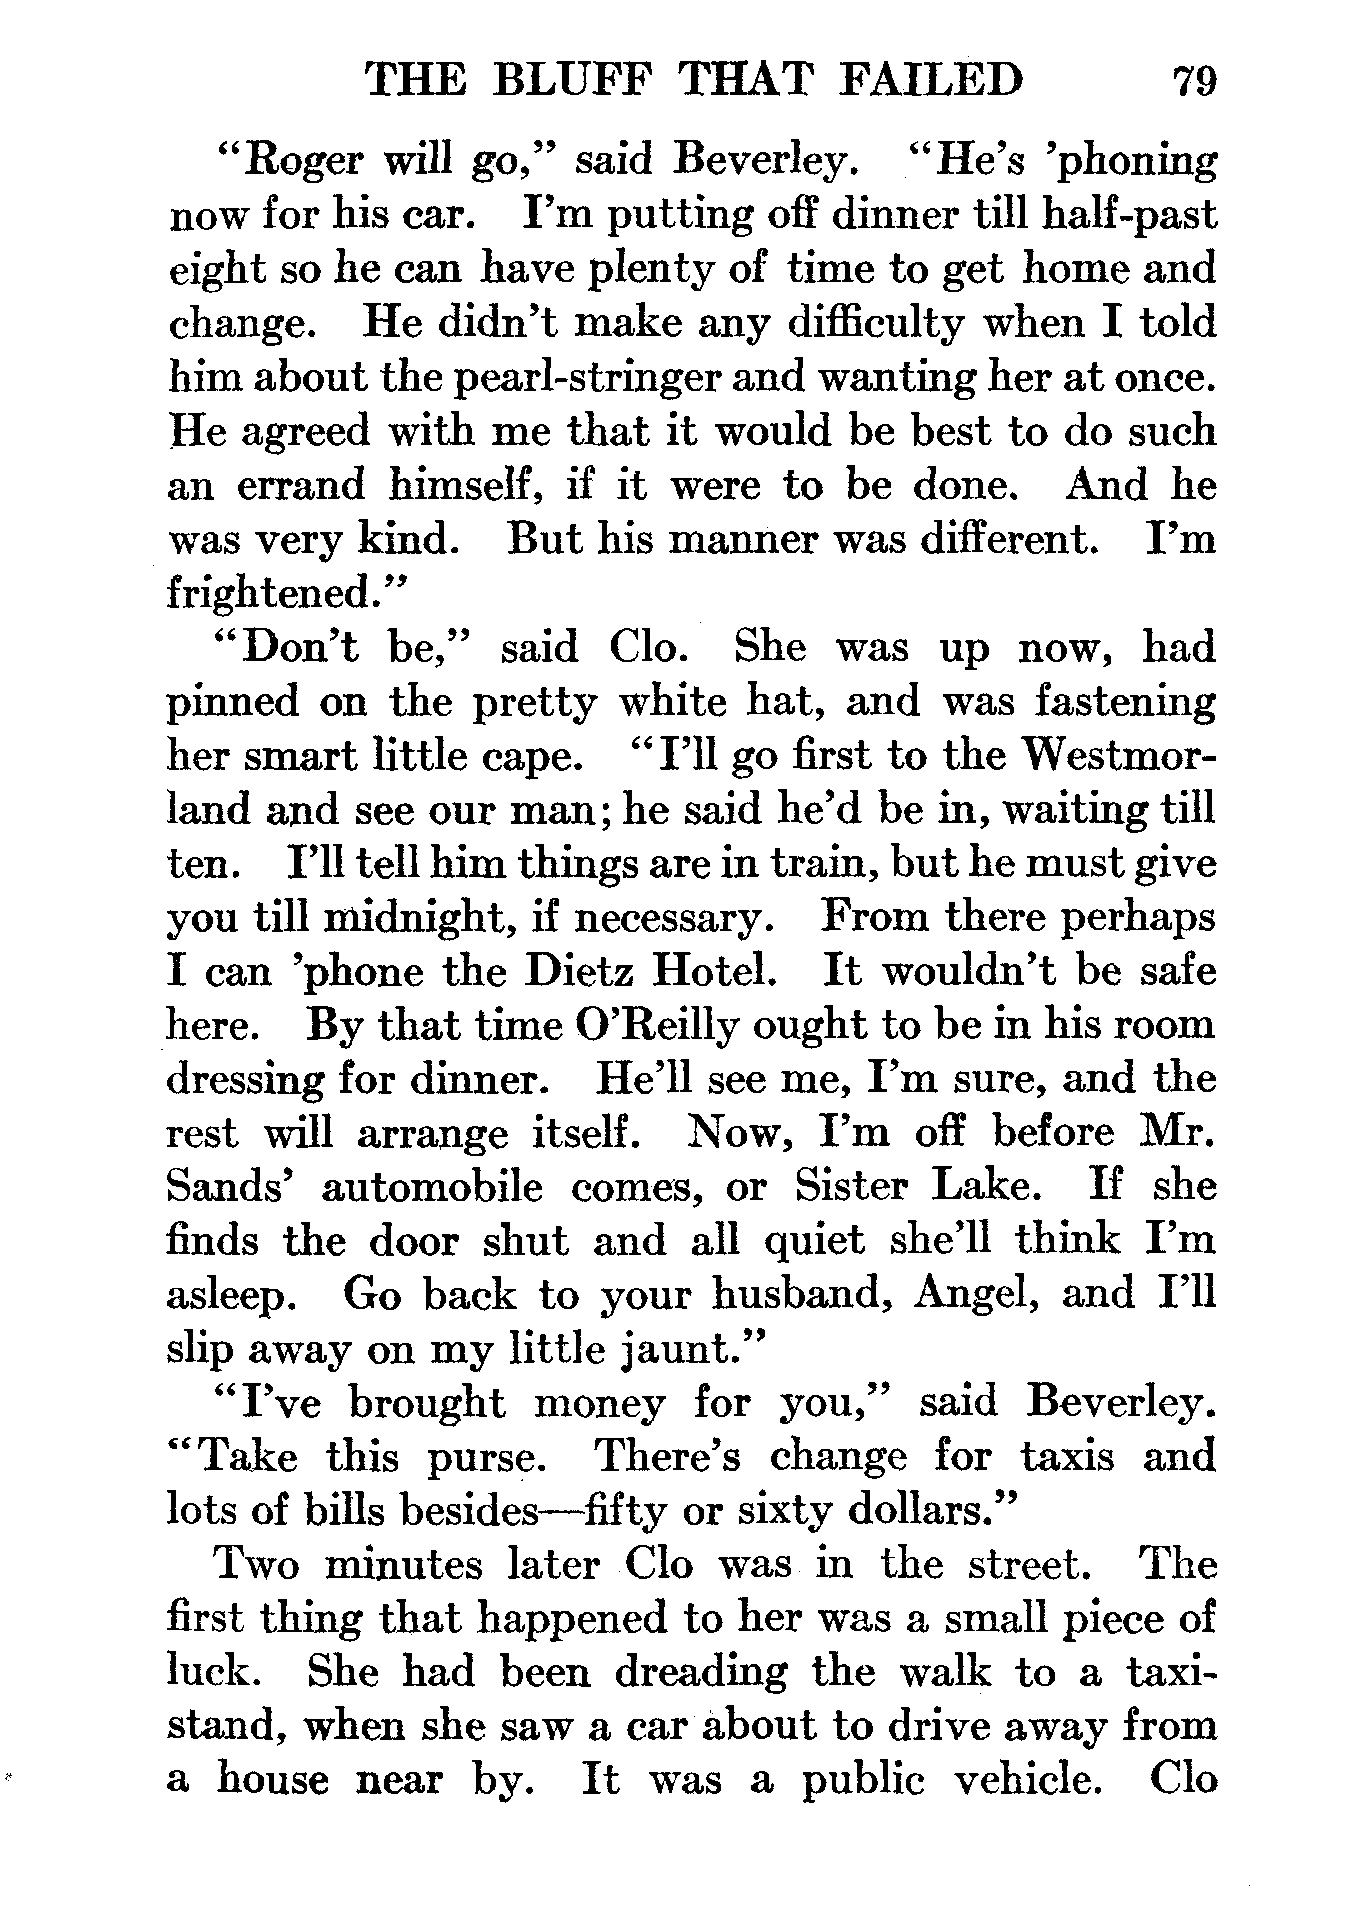 THE BLUFF THAT FAILED 79
"Roger will go," said Beverley. "He's 'phoning
now for his car. I'm putting off dinner till half-past
eight so he can have plenty of time to get home and
change. He didn't make any difficulty when I told
him about the pearl-stringer and wanting her at once.
He agreed with me that it would be best to do such
an errand himself, if it were to be done. And he
was very kind. But his manner was different. I'm
frightened."
"Don't be," said Clo. She was up now, had
pinned on the pretty white hat, and was fastening
her smart little cape. "I'll go first to the Westmor-
land and see our man; he said he'd be in, waiting till
ten. I'll tell him things are in train, but he must give
you till midnight, if necessary. From there perhaps
I can 'phone the Dietz Hotel. It wouldn't be safe
here. By that time O'Reilly ought to be in his room
dressing for dinner. He'll see me, I'm sure, and the
rest will arrange itself. Now, I'm off before Mr.
Sands' automobile comes, or Sister Lake. If she
finds the door shut and all quiet she'll think I'm
asleep. Go back to your husband, Angel, and I'll
slip away on my little jaunt."
"I've brought money for you," said Beverley.
"Take this purse. There's change for taxis and
lots of bills besides—fifty or sixty dollars."
Two minutes later Clo was in the street. The
first thing that happened to her was a small piece of
luck. She had been dreading the walk to a taxi-
stand, when she saw a car about to drive away from
a house near by. It was a public vehicle. Clo